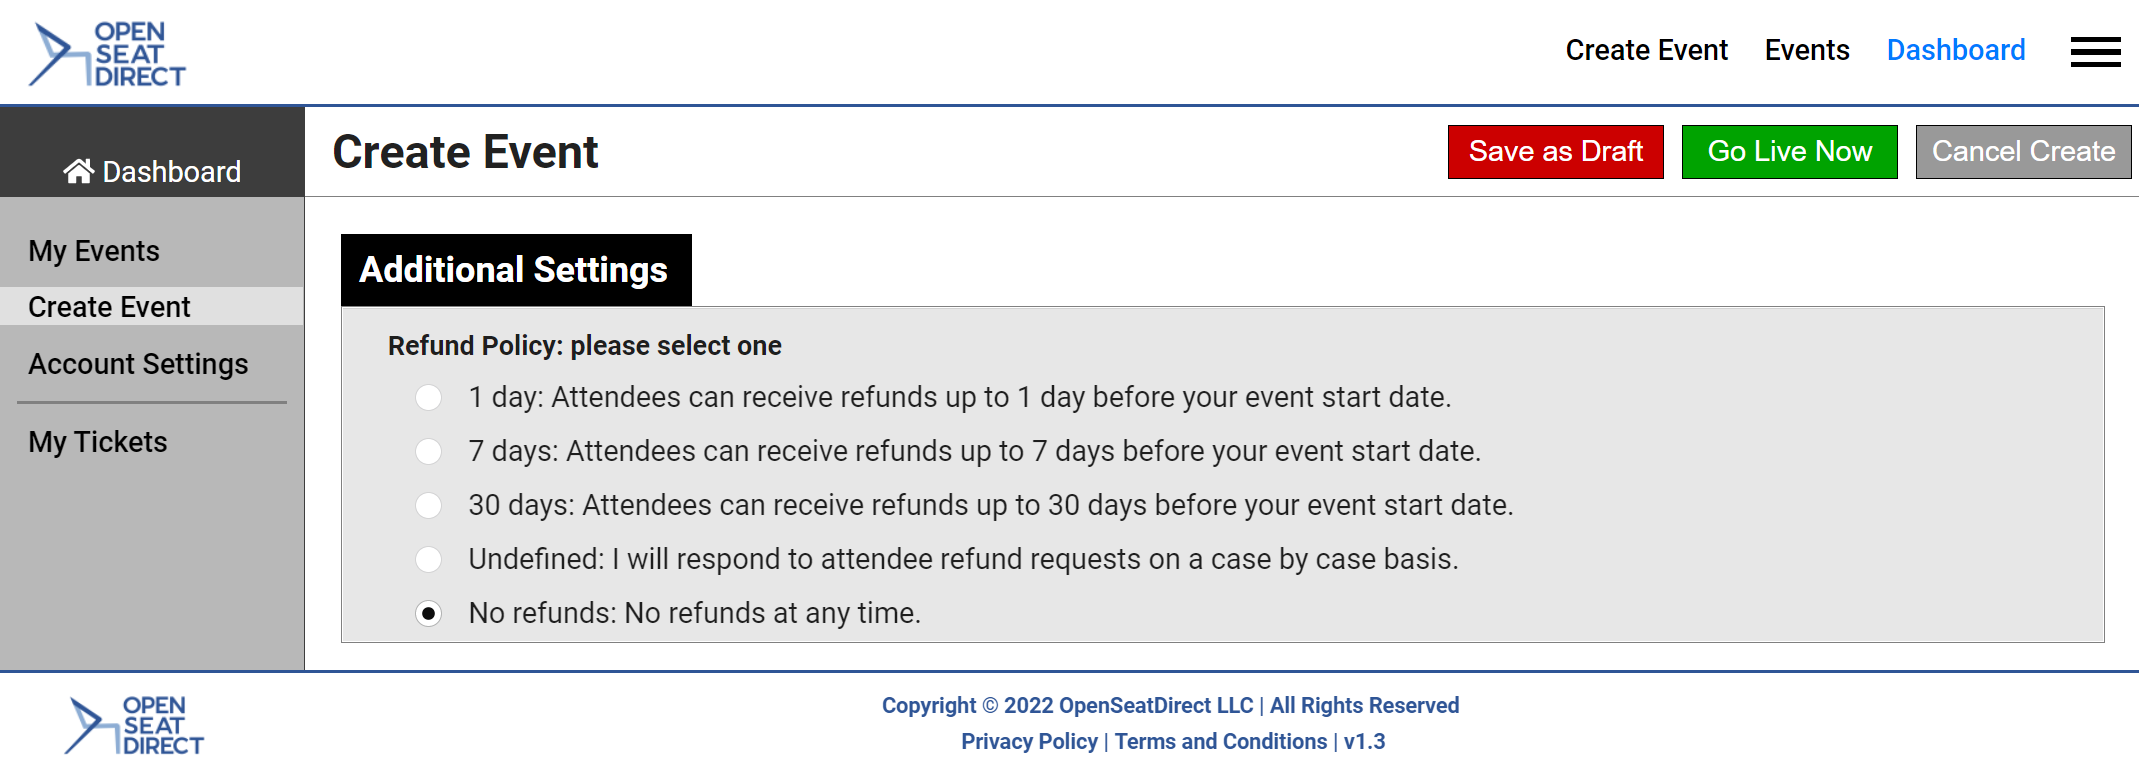 OPEN
SEAT
DIRECT
Create Event Events Dashboard
Dashboard
Create Event
Save as Draft Go Live Now Cancel Create
My Events
Create Event
Account Settings
My Tickets
Additional Settings
Refund Policy: please select one
1 day: Attendees can receive refunds up to 1 day before your event start date.
7 days: Attendees can receive refunds up to 7 days before your event start date.
30 days: Attendees can receive refunds up to 30 days before your event start date.
Undefined: I will respond to attendee refund requests on a case by case basis.
No refunds: No refunds at any time.
OPEN
SEAT
DIRECT
Copyright © 2022 OpenSeatDirect LLC | All Rights Reserved
Privacy Policy | Terms and Conditions | v1.3